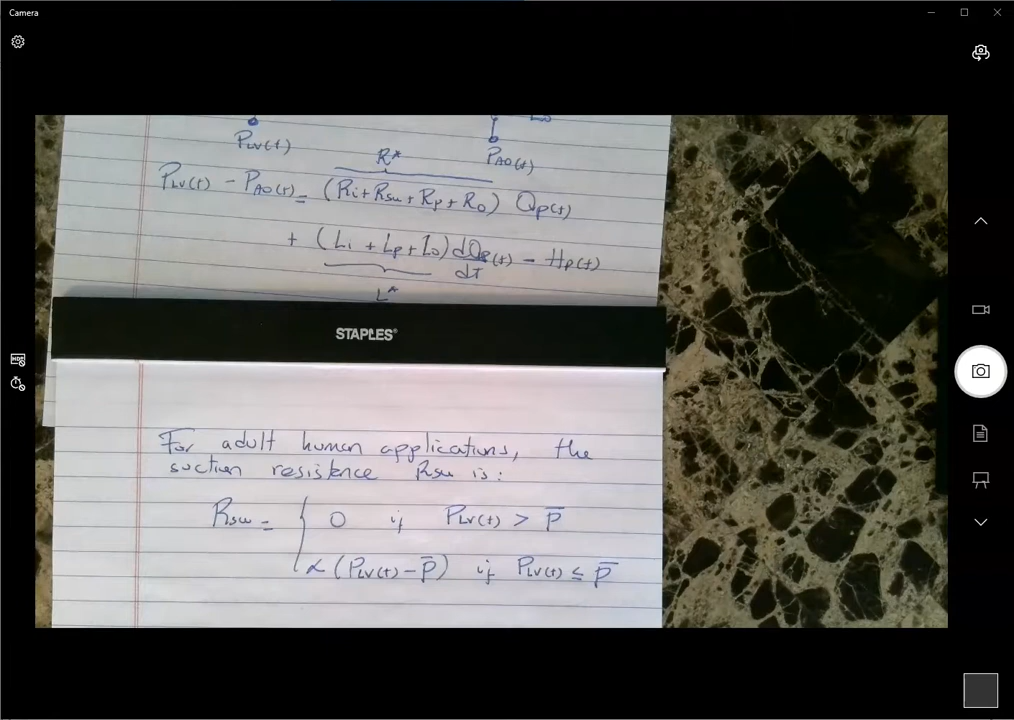 Camera
PLV(t)
PAO(t)
R*
PLV(t) - PAO(t) = (Ri + Rsu + Rp + Ro) Qp(t)
+ (Li + Lp + Lo) dQp(t)/dt - Hp(t)
L*
STAPLES®
For adult human applications, the
suction resistence Rsu is:
Rsu = { 0 if PLV(t) > p̅
α (PLV(t) - p̅) if PLV(t) ≤ p̅